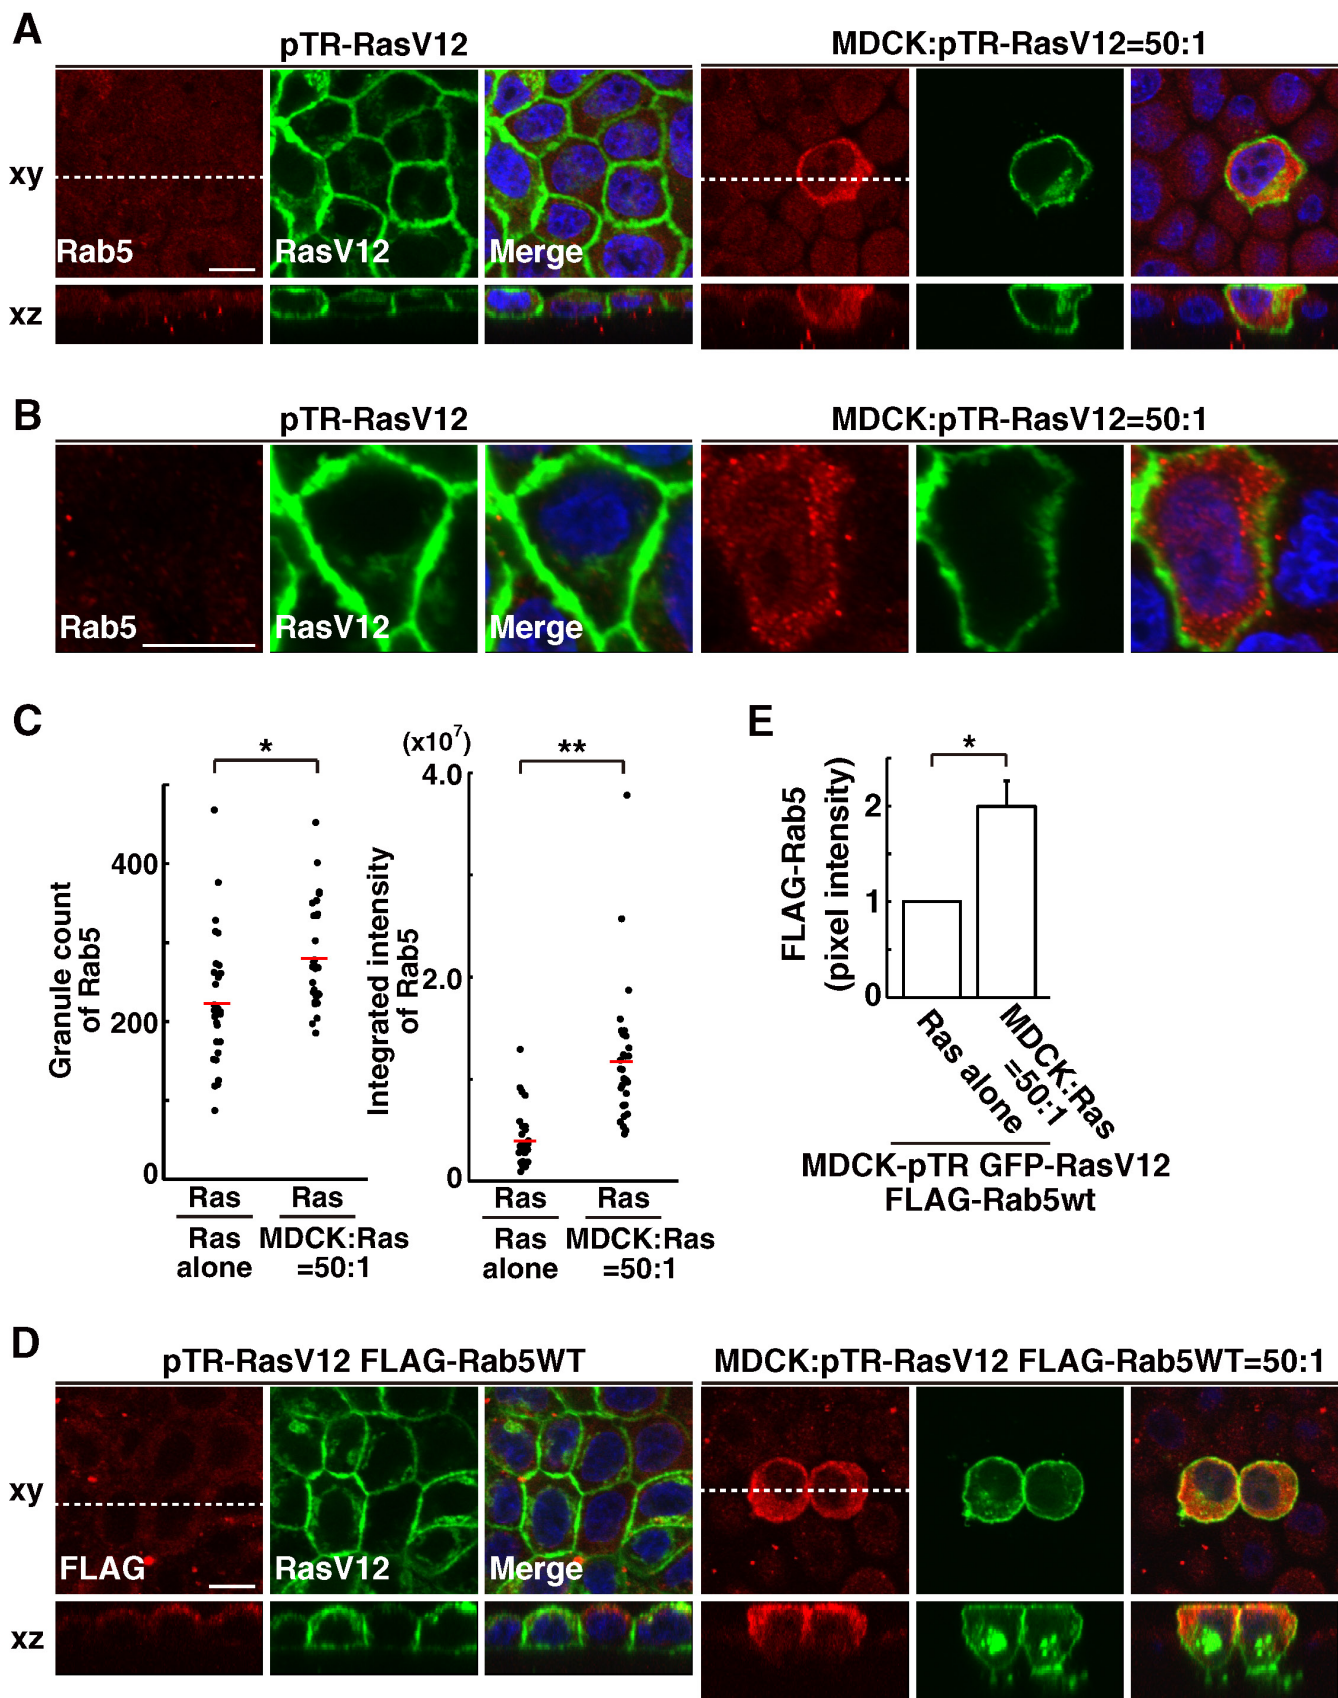 A
pTR-RasV12
MDCK:pTR-RasV12=50:1
xy
Rab5
RasV12
Merge
xz
B
pTR-RasV12
MDCK:pTR-RasV12=50:1
Rab5
RasV12
Merge
C
Granule count
of Rab5
400
200
0
*
Ras
Ras
alone
Ras
MDCK:Ras
=50:1
(x10⁷)
Integrated intensity
of Rab5
4.0
2.0
0
**
Ras
Ras
alone
Ras
MDCK:Ras
=50:1
E
FLAG-Rab5
(pixel intensity)
2
1
0
*
Ras alone
MDCK:Ras
=50:1
MDCK-pTR GFP-RasV12
FLAG-Rab5wt
D
pTR-RasV12 FLAG-Rab5WT
MDCK:pTR-RasV12 FLAG-Rab5WT=50:1
xy
FLAG
RasV12
Merge
xz